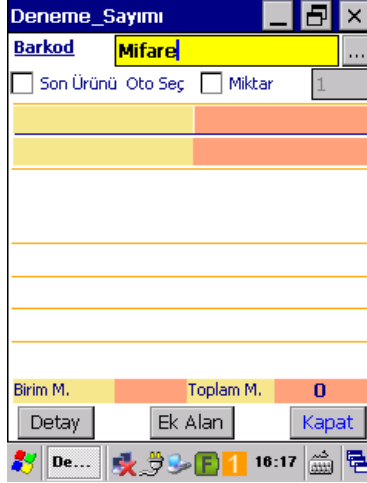 Deneme_Sayımı
Barkod Mifare ...
Son Ürünü Oto Seç Miktar 1
Birim M. Toplam M. 0
Detay Ek Alan Kapat
De... F 1 16:17